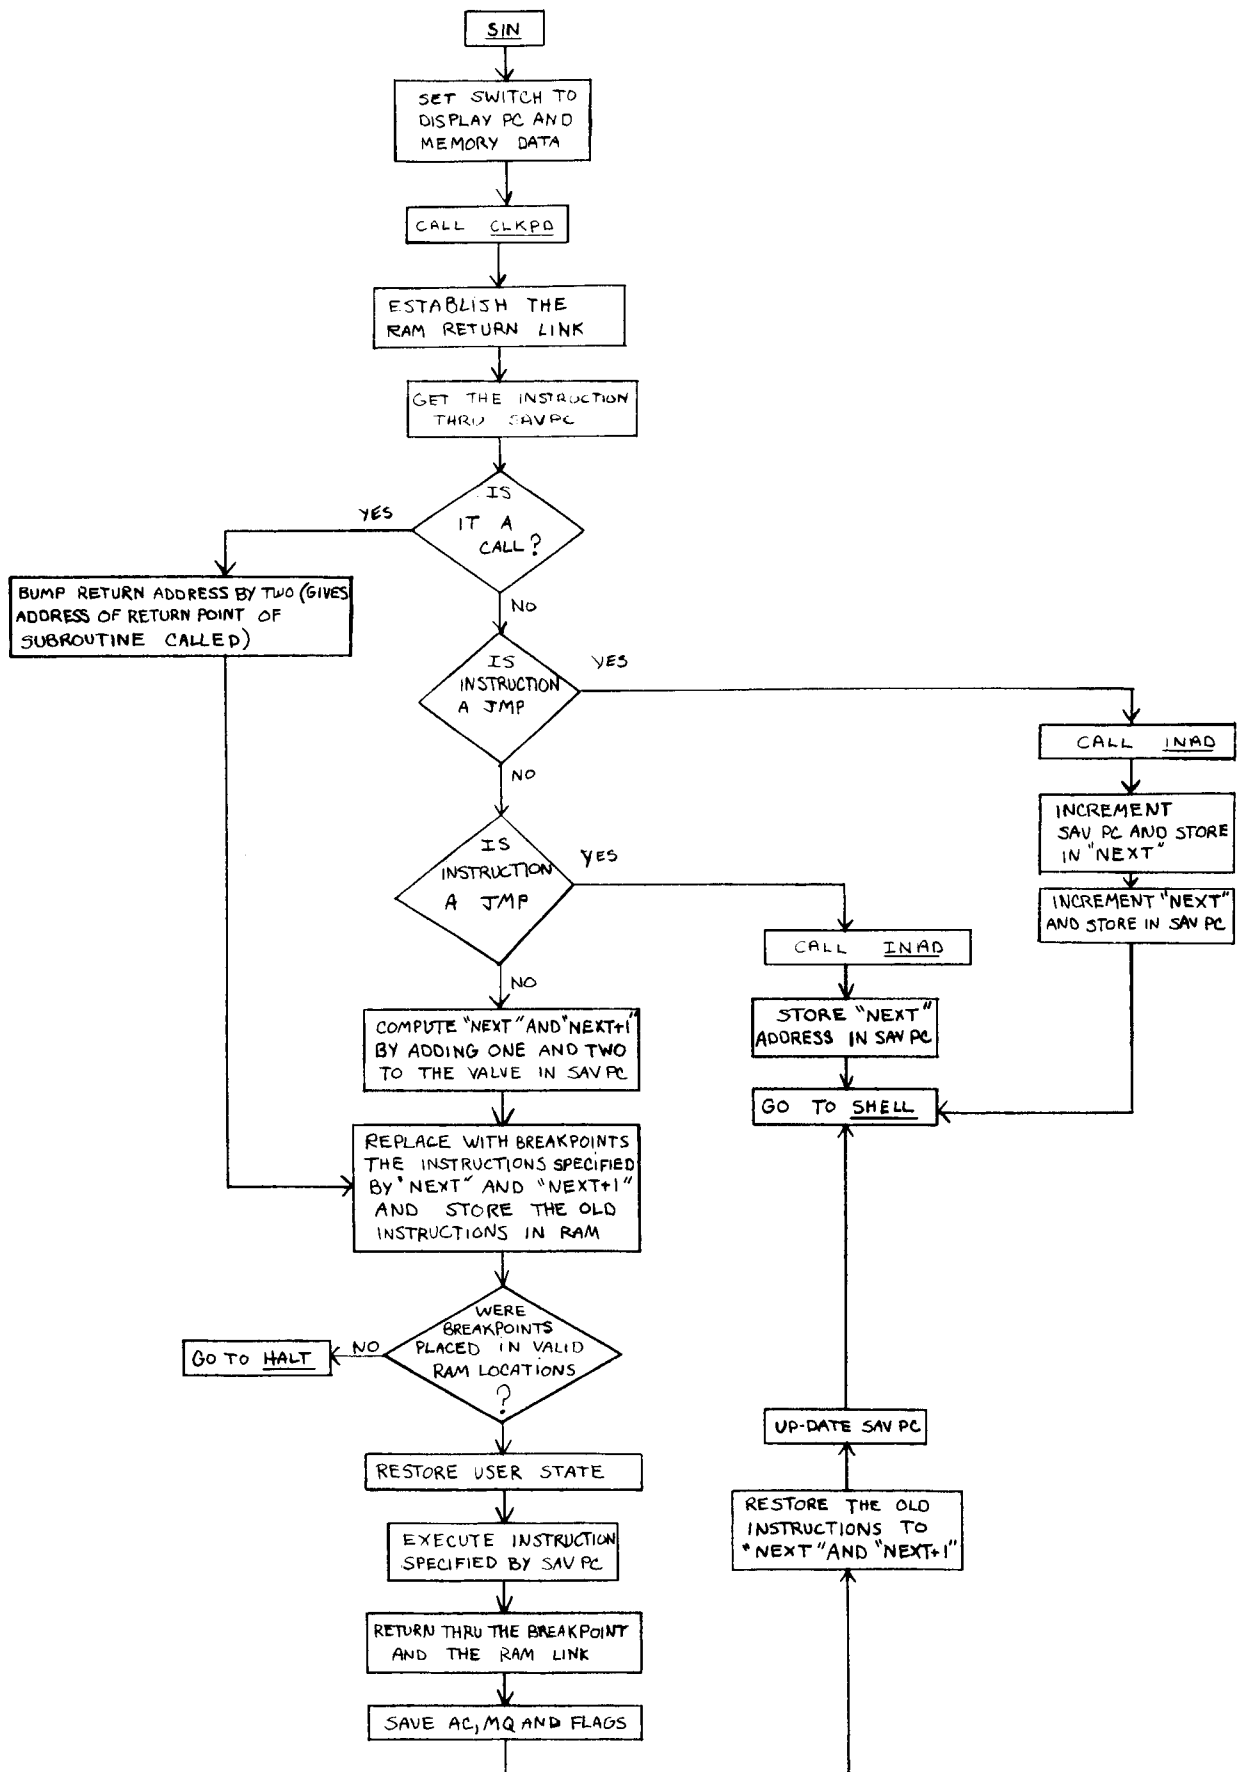 SIN
SET SWITCH TO
DISPLAY PC AND
MEMORY DATA
CALL CLKPD
ESTABLISH THE
RAM RETURN LINK
GET THE INSTRUCTION
THRU SAVPC
IS
IT A
CALL?
YES
NO
BUMP RETURN ADDRESS BY TWO (GIVES
ADDRESS OF RETURN POINT OF
SUBROUTINE CALLED)
IS
INSTRUCTION
A JMP
YES
NO
CALL INAD
INCREMENT
SAV PC AND STORE
IN "NEXT"
INCREMENT "NEXT"
AND STORE IN SAV PC
IS
INSTRUCTION
A JMP
YES
NO
CALL INAD
STORE "NEXT"
ADDRESS IN SAV PC
GO TO SHELL
COMPUTE "NEXT" AND "NEXT+1"
BY ADDING ONE AND TWO
TO THE VALVE IN SAV PC
REPLACE WITH BREAKPOINTS
THE INSTRUCTIONS SPECIFIED
BY "NEXT" AND "NEXT+1"
AND STORE THE OLD
INSTRUCTIONS IN RAM
WERE
BREAKPOINTS
PLACED IN VALID
RAM LOCATIONS
?
NO
GO TO HALT
RESTORE USER STATE
EXECUTE INSTRUCTION
SPECIFIED BY SAV PC
RETURN THRU THE BREAKPOINT
AND THE RAM LINK
SAVE AC, MQ AND FLAGS
UP-DATE SAV PC
RESTORE THE OLD
INSTRUCTIONS TO
"NEXT" AND "NEXT+1"